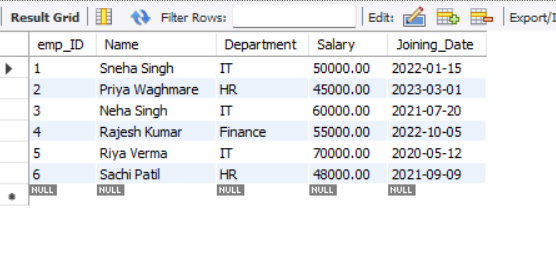 Result Grid Filter Rows: Edit: Export/I
emp_ID Name Department Salary Joining_Date
1 Sneha Singh IT 50000.00 2022-01-15
2 Priya Waghmare HR 45000.00 2023-03-01
3 Neha Singh IT 60000.00 2021-07-20
4 Rajesh Kumar Finance 55000.00 2022-10-05
5 Riya Verma IT 70000.00 2020-05-12
6 Sachi Patil HR 48000.00 2021-09-09
NULL NULL NULL NULL NULL